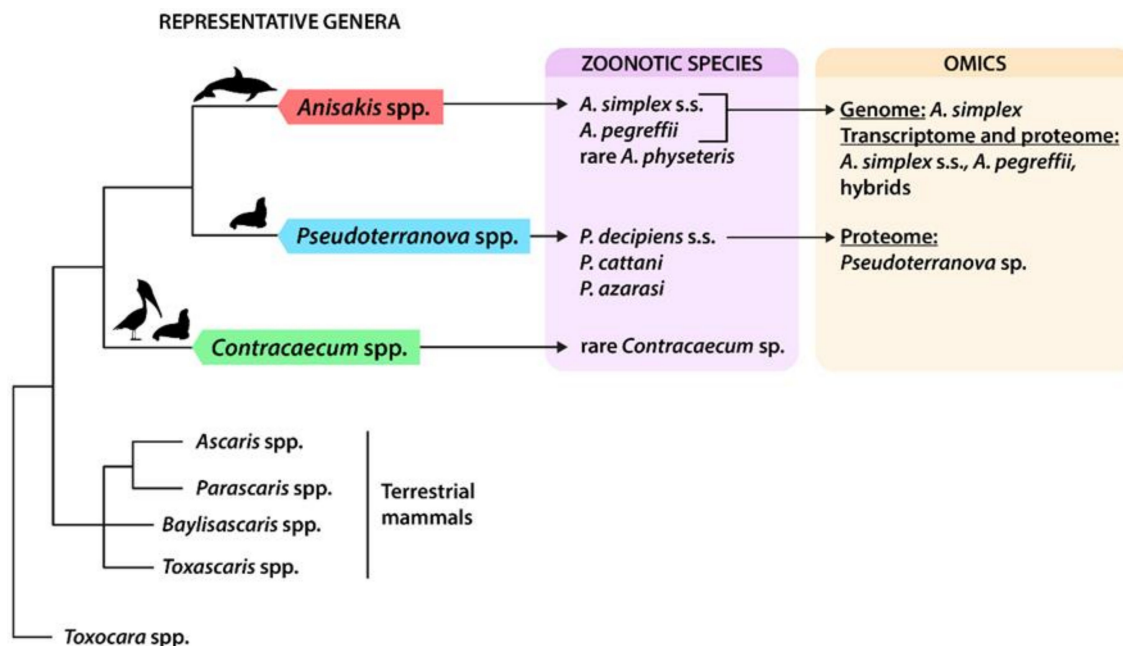 REPRESENTATIVE GENERA
ZOONOTIC SPECIES
OMICS
Anisakis spp.
A. simplex s.s.
A. pegreffii
rare A. physeteris
Genome: A. simplex
Transcriptome and proteome:
A. simplex s.s., A. pegreffii,
hybrids
Pseudoterranova spp.
P. decipiens s.s.
P. cattani
P. azarasi
Proteome:
Pseudoterranova sp.
Contracaecum spp.
rare Contracaecum sp.
Ascaris spp.
Parascaris spp.
Baylisascaris spp.
Toxascaris spp.
Terrestrial
mammals
Toxocara spp.